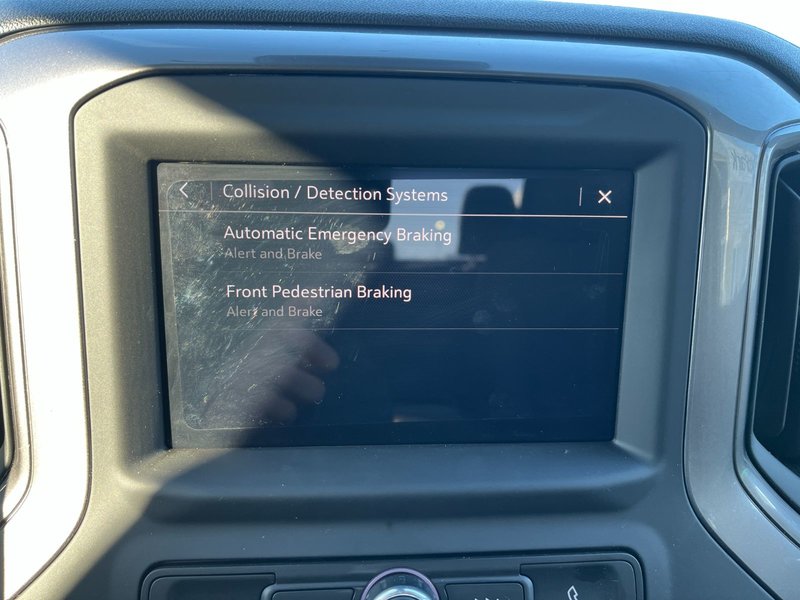 Collision / Detection Systems
Automatic Emergency Braking
Alert and Brake
Front Pedestrian Braking
Alert and Brake